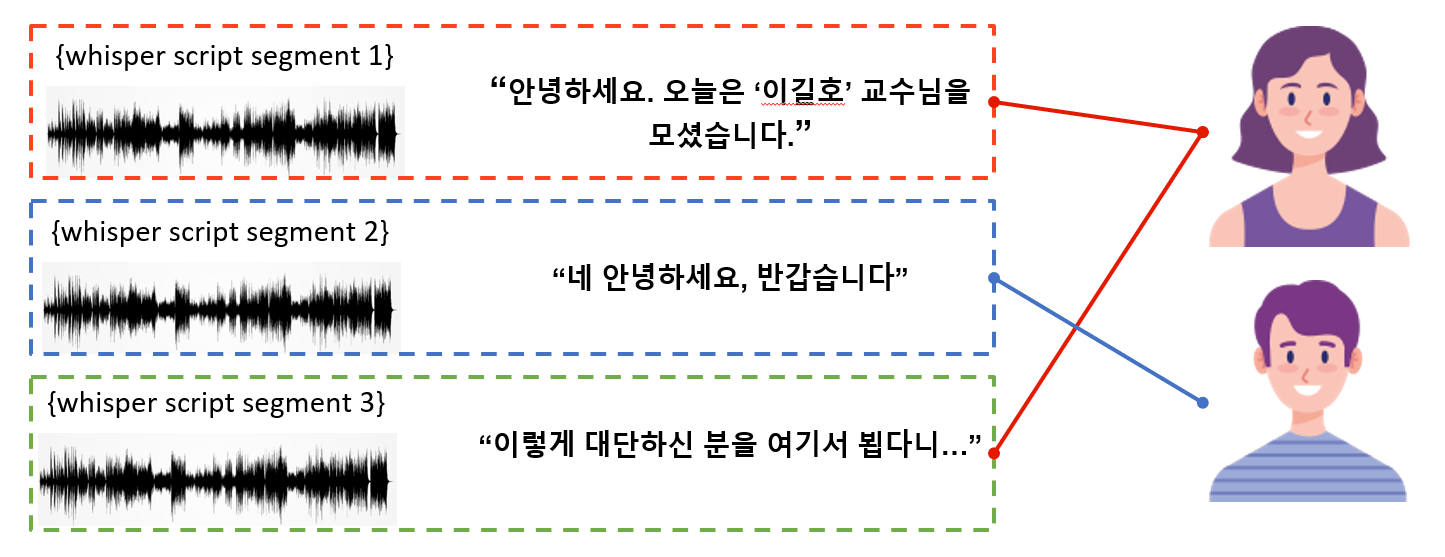 {whisper script segment 1}
“안녕하세요. 오늘은 ‘이길호’ 교수님을
모셨습니다.”
{whisper script segment 2}
“네 안녕하세요, 반갑습니다”
{whisper script segment 3}
“이렇게 대단하신 분을 여기서 뵙다니…”